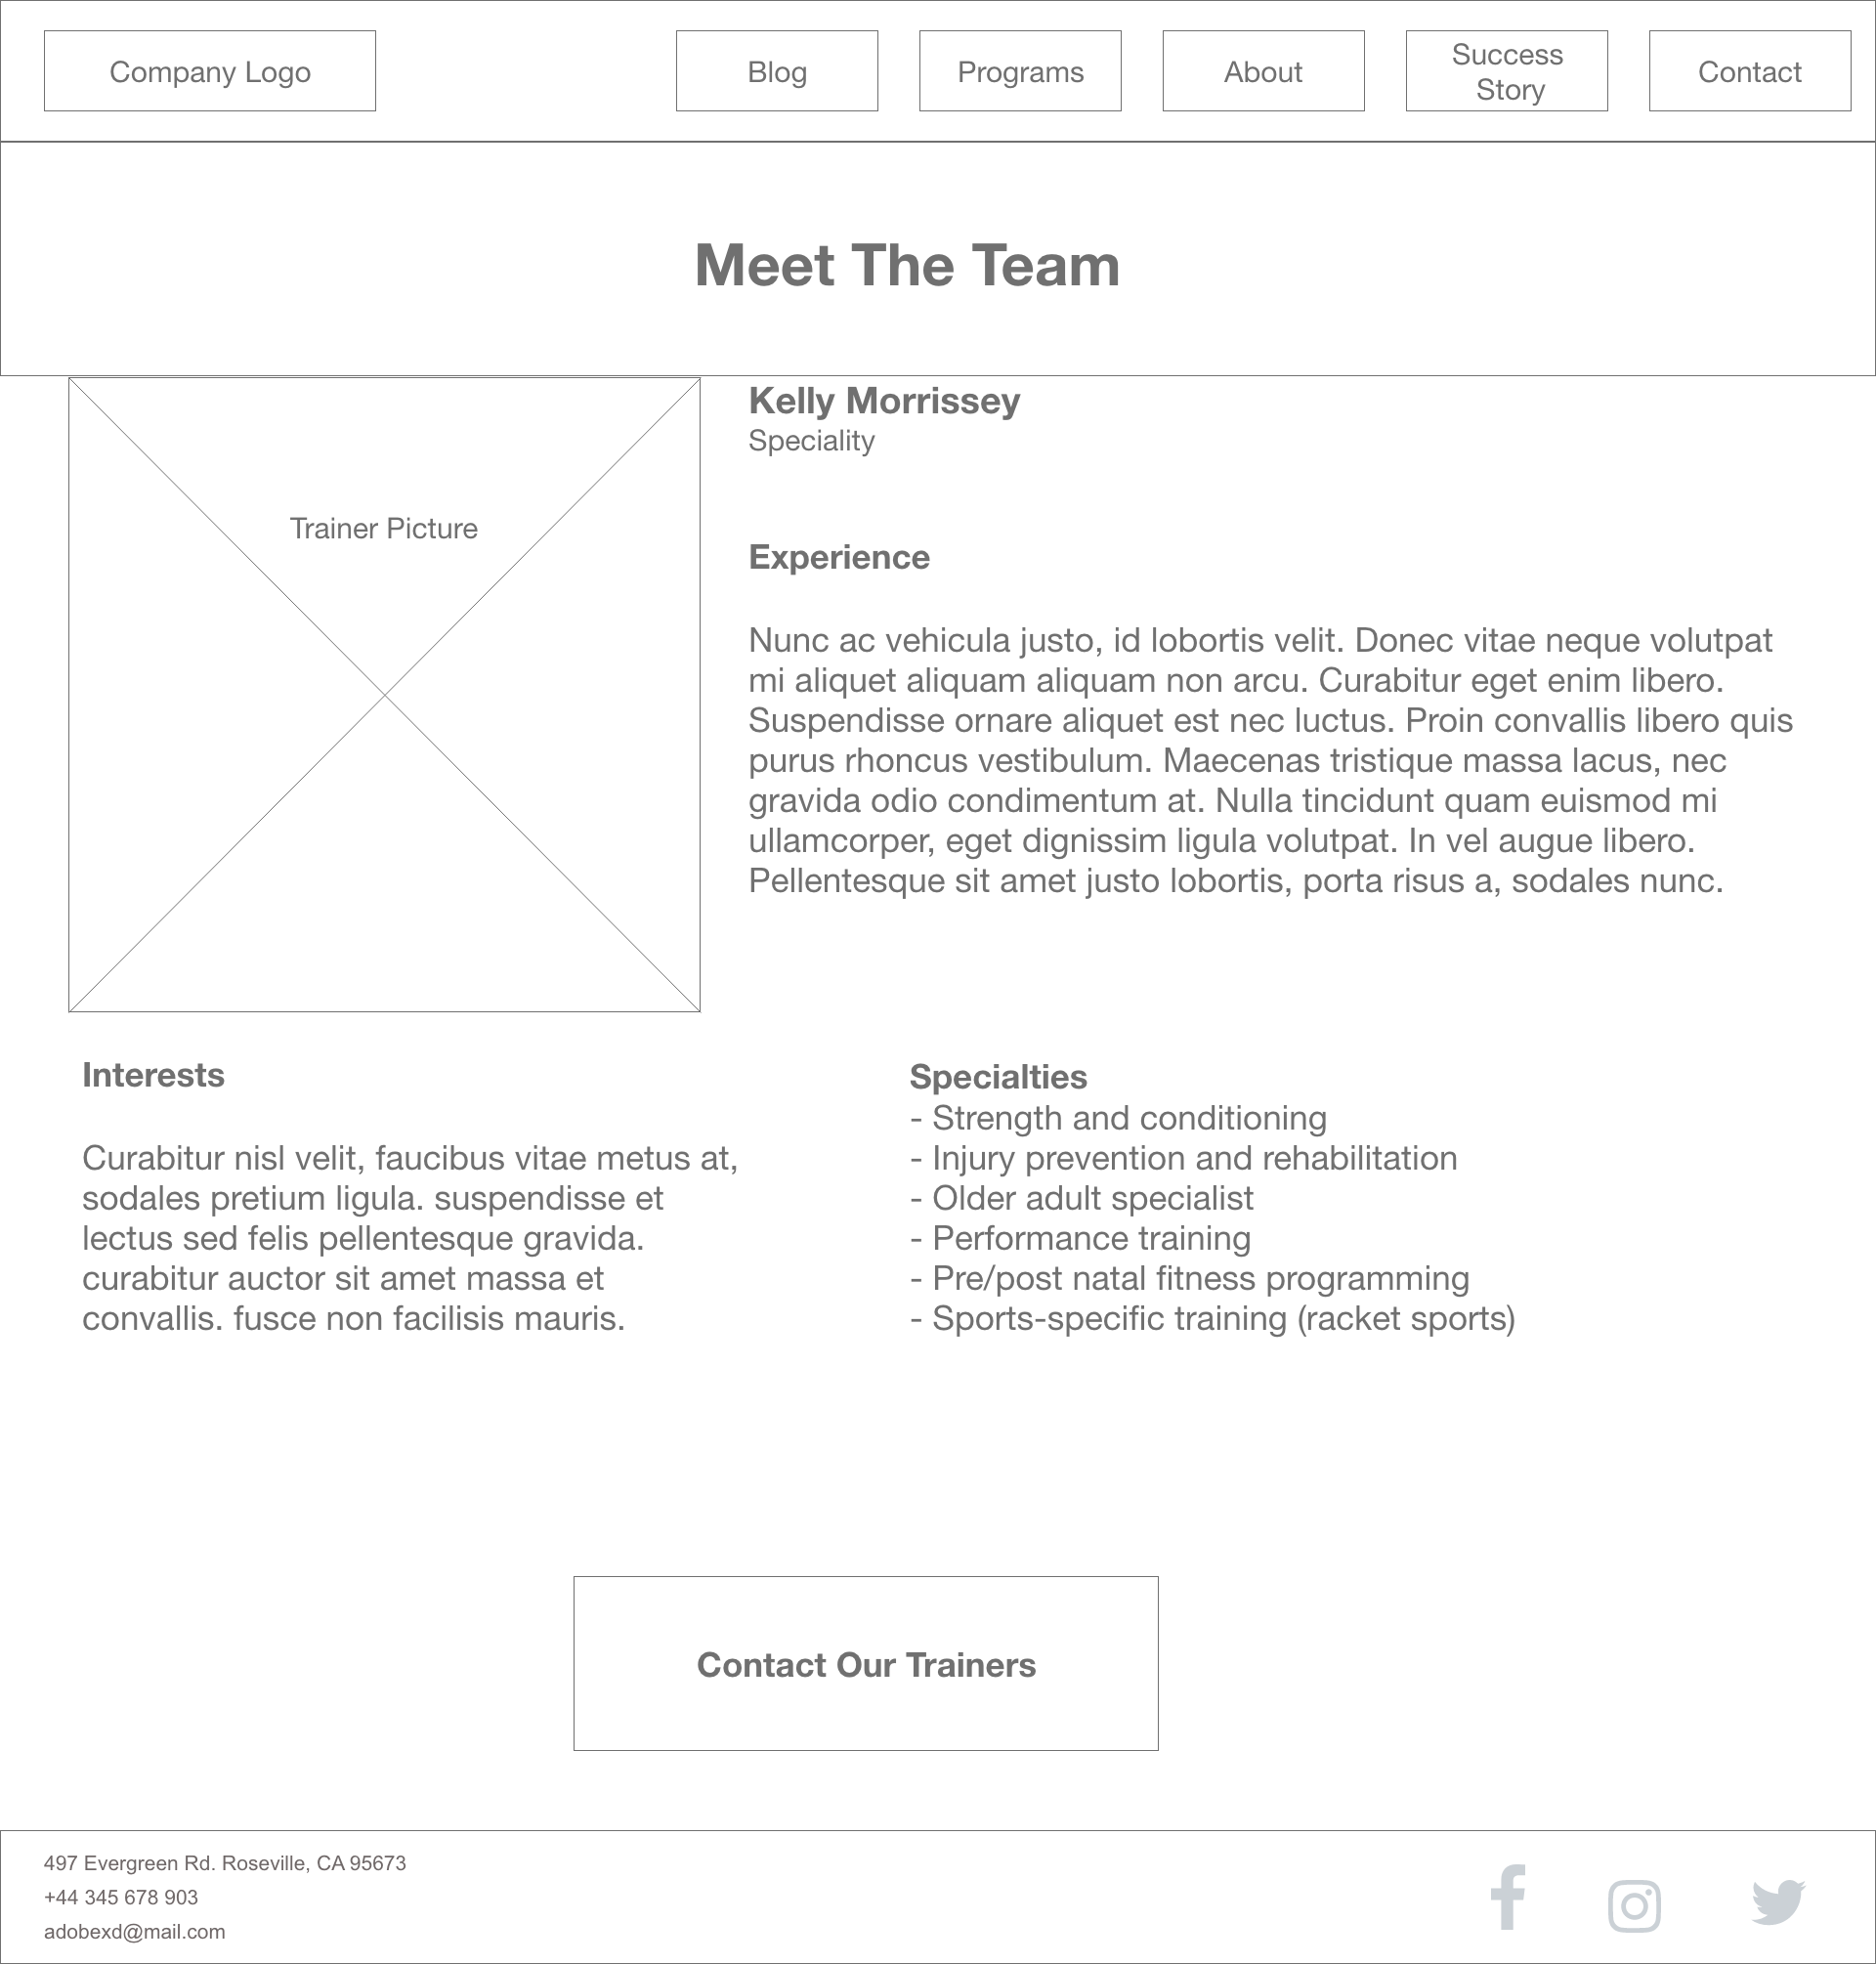 Company Logo
Blog
Programs
About
Success
Story
Contact
Meet The Team
Trainer Picture
Kelly Morrissey
Speciality
Experience
Nunc ac vehicula justo, id lobortis velit. Donec vitae neque volutpat
mi aliquet aliquam aliquam non arcu. Curabitur eget enim libero.
Suspendisse ornare aliquet est nec luctus. Proin convallis libero quis
purus rhoncus vestibulum. Maecenas tristique massa lacus, nec
gravida odio condimentum at. Nulla tincidunt quam euismod mi
ullamcorper, eget dignissim ligula volutpat. In vel augue libero.
Pellentesque sit amet justo lobortis, porta risus a, sodales nunc.
Interests
Curabitur nisl velit, faucibus vitae metus at,
sodales pretium ligula. suspendisse et
lectus sed felis pellentesque gravida.
curabitur auctor sit amet massa et
convallis. fusce non facilisis mauris.
Specialties
- Strength and conditioning
- Injury prevention and rehabilitation
- Older adult specialist
- Performance training
- Pre/post natal fitness programming
- Sports-specific training (racket sports)
Contact Our Trainers
497 Evergreen Rd. Roseville, CA 95673
+44 345 678 903
adobexd@mail.com